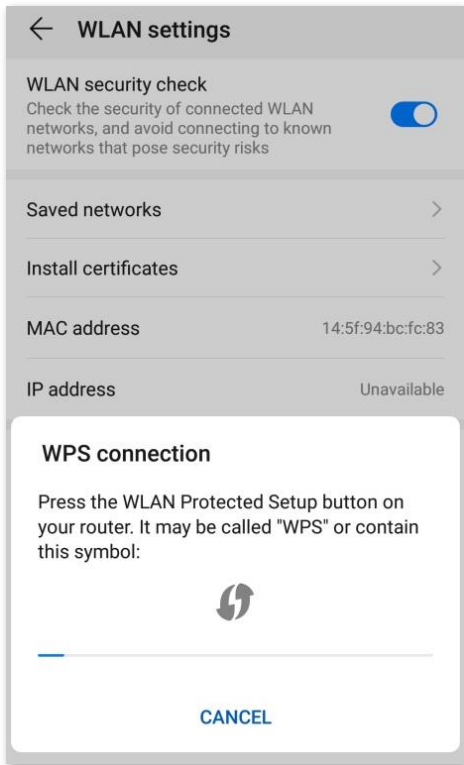 WLAN settings
WLAN security check
Check the security of connected WLAN
networks, and avoid connecting to known
networks that pose security risks
Saved networks
Install certificates
MAC address 14:5f:94:bc:fc:83
IP address Unavailable
WPS connection
Press the WLAN Protected Setup button on
your router. It may be called "WPS" or contain
this symbol:
CANCEL